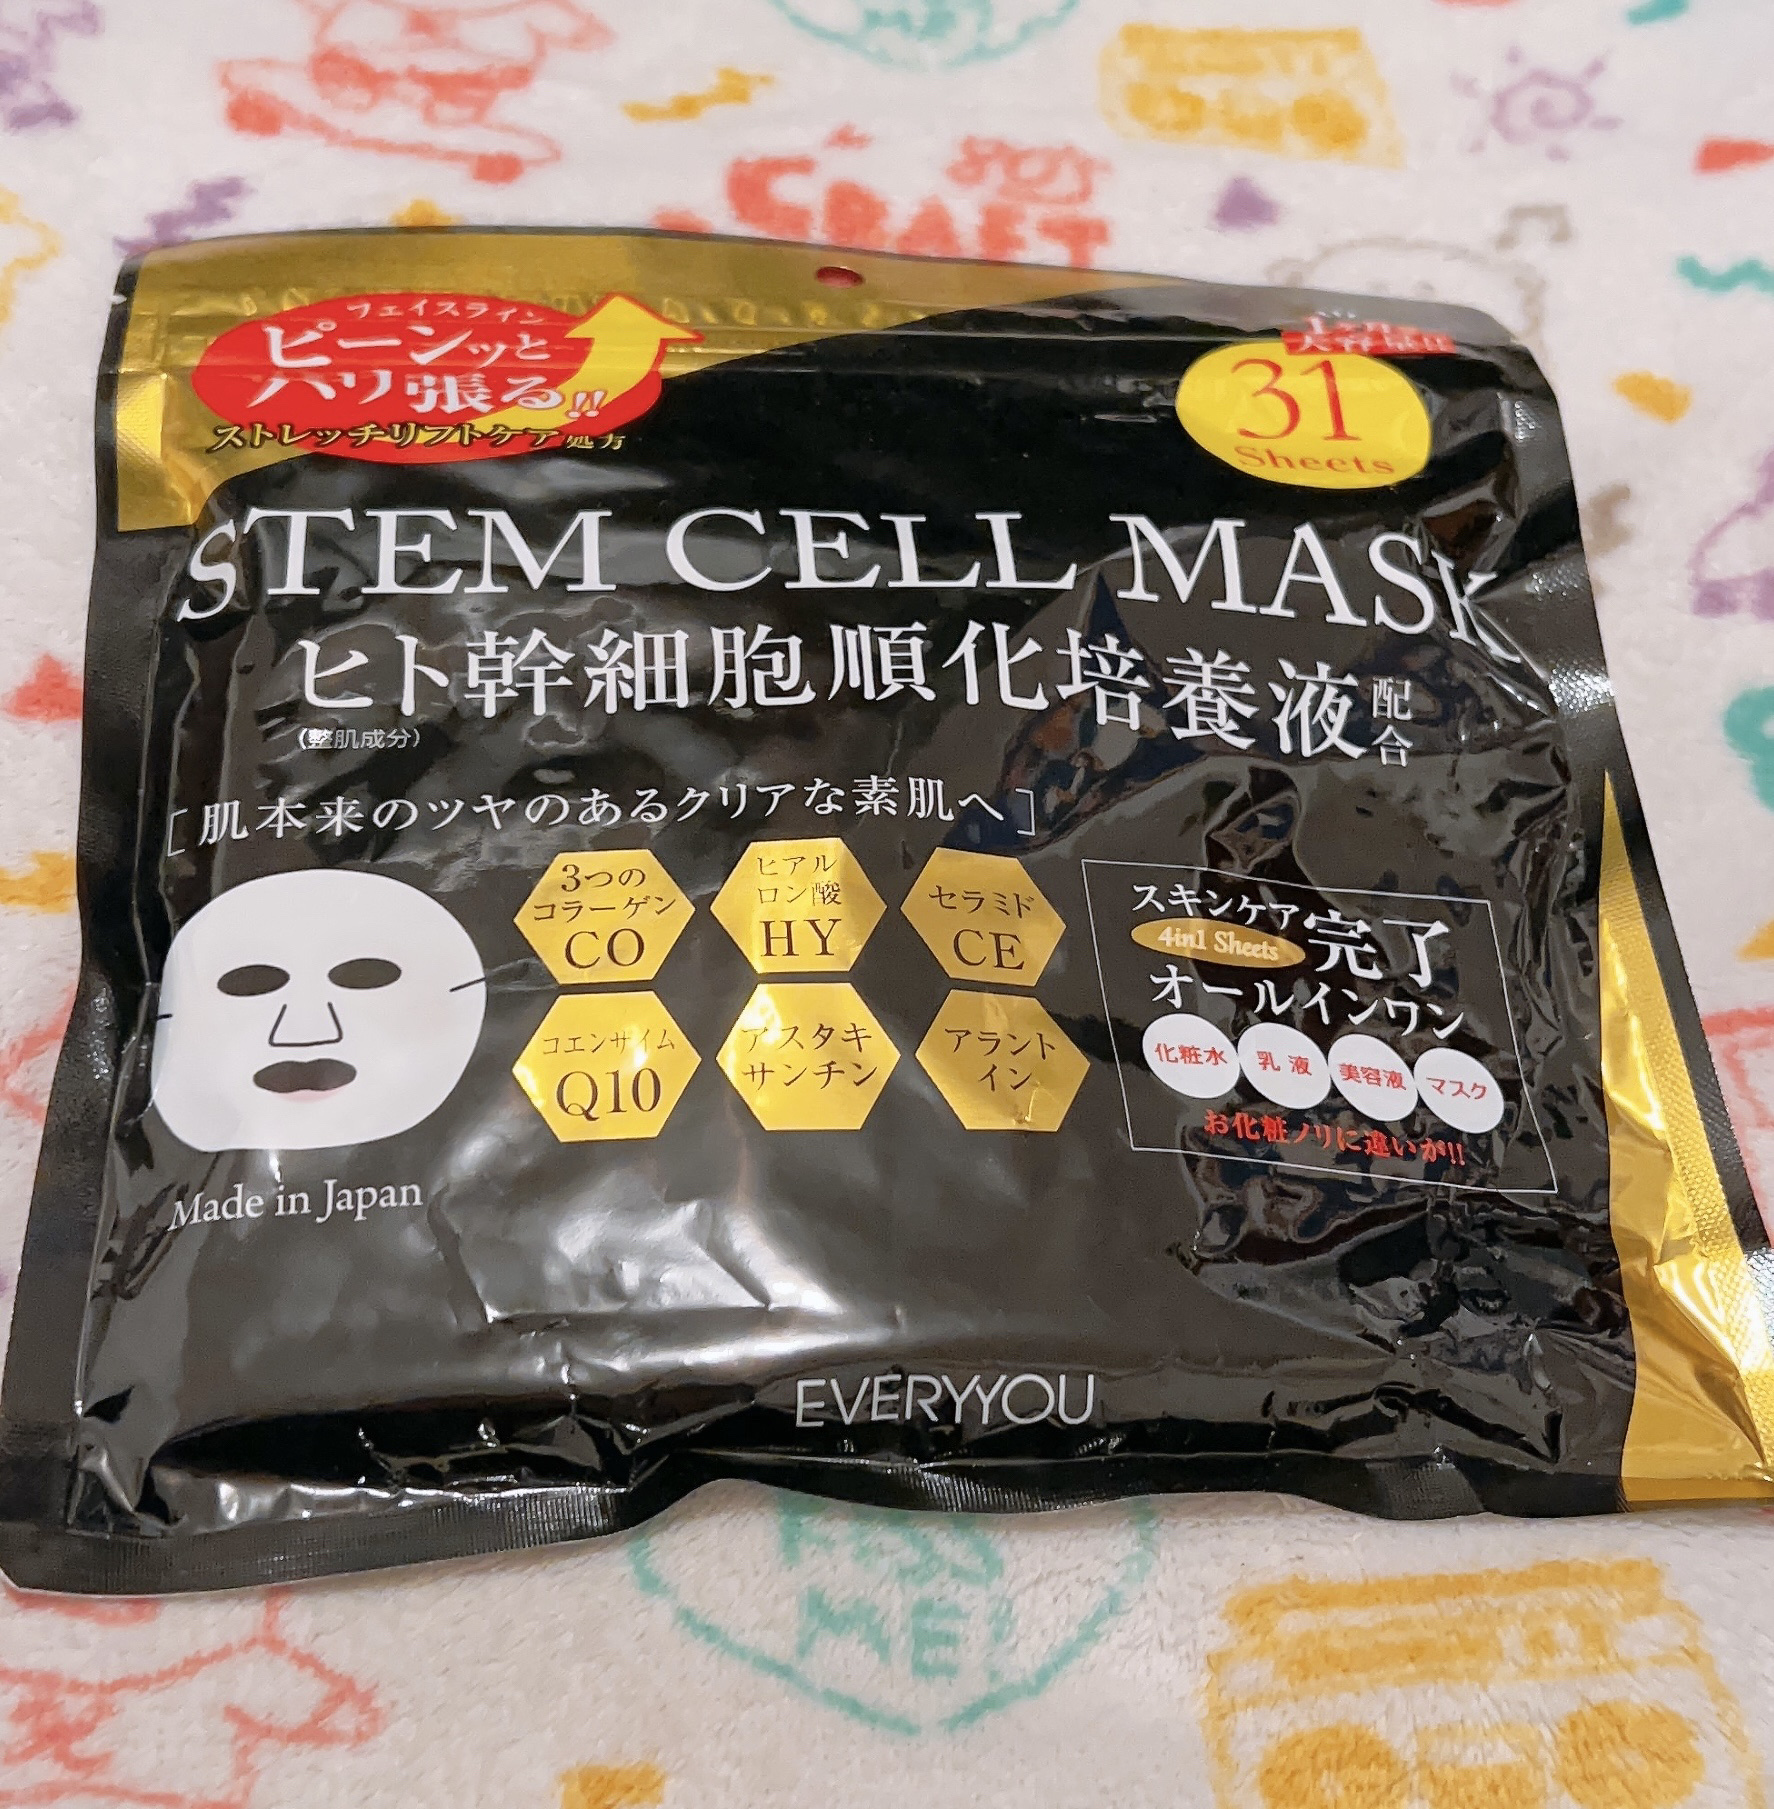 フェイスライン
ピーンッと
ハリ張る!!
ストレッチリフトケア処方
大容量!!
31
Sheets
STEM CELL MASK
ヒト幹細胞順化培養液配合
(整肌成分)
[肌本来のツヤのあるクリアな素肌へ]
3つの
コラーゲン
CO
ヒアル
ロン酸
HY
セラミド
CE
コエンザイム
Q10
アスタキ
サンチン
アラント
イン
スキンケア完了
4in1 Sheets
オールインワン
化粧水
乳液
美容液
マスク
お化粧ノリに違いが!!
Made in Japan
EVERYYOU
CRAFT
ME!